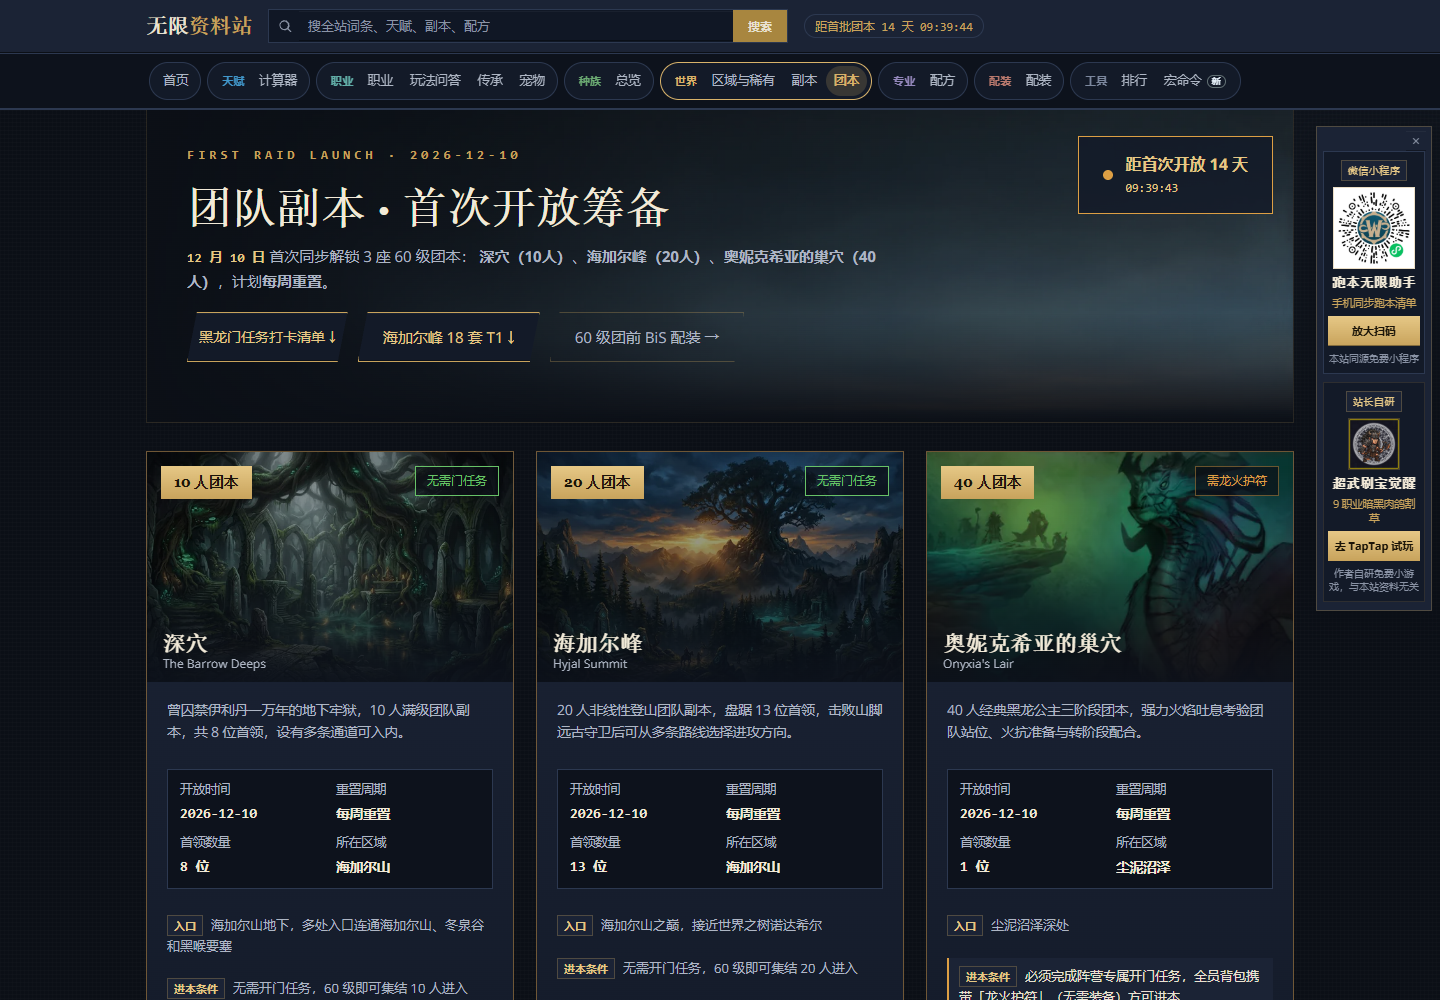 无限资料站
搜全站词条、天赋、副本、配方
搜索
距首批团本 14 天 09:39:44
首页
天赋 计算器
职业 职业 玩法问答 传承 宠物
种族 总览
世界 区域与稀有 副本 团本
专业 配方
配装 配装
工具 排行 宏命令 新
FIRST RAID LAUNCH · 2026-12-10
团队副本 · 首次开放筹备
12 月 10 日 首次同步解锁 3 座 60 级团本： 深穴（10人）、海加尔峰（20人）、奥妮克希亚的巢穴（40
人），计划每周重置。
黑龙门任务打卡清单 ↓
海加尔峰 18 套 T1 ↓
60 级团前 BiS 配装 →
距首次开放 14 天
09:39:43
×
微信小程序
W
跑本无限助手
手机同步跑本清单
放大扫码
本站同源免费小程序
站长自研
超武刷宝觉醒
9 职业暗黑肉鸽割
草
去 TapTap 试玩
作者自研免费小游
戏，与本站资料无关
10 人团本
无需门任务
深穴
The Barrow Deeps
曾囚禁伊利丹一万年的地下牢狱，10 人满级团队副
本，共 8 位首领，设有多条通道可入内。
开放时间 重置周期
2026-12-10 每周重置
首领数量 所在区域
8 位 海加尔山
入口 海加尔山地下，多处入口连通海加尔山、冬泉谷
和黑喉要塞
进本条件 无需开门任务，60 级即可集结 10 人进入
20 人团本
无需门任务
海加尔峰
Hyjal Summit
20 人非线性登山团队副本，盘踞 13 位首领，击败山脚
远古守卫后可从多条路线选择进攻方向。
开放时间 重置周期
2026-12-10 每周重置
首领数量 所在区域
13 位 海加尔山
入口 海加尔山之巅，接近世界之树诺达希尔
进本条件 无需开门任务，60 级即可集结 20 人进入
40 人团本
需龙火护符
奥妮克希亚的巢穴
Onyxia's Lair
40 人经典黑龙公主三阶段团本，强力火焰吐息考验团
队站位、火抗准备与转阶段配合。
开放时间 重置周期
2026-12-10 每周重置
首领数量 所在区域
1 位 尘泥沼泽
入口 尘泥沼泽深处
进本条件 必须完成阵营专属开门任务，全员背包携
带「龙火护符」（无需装备）方可进本